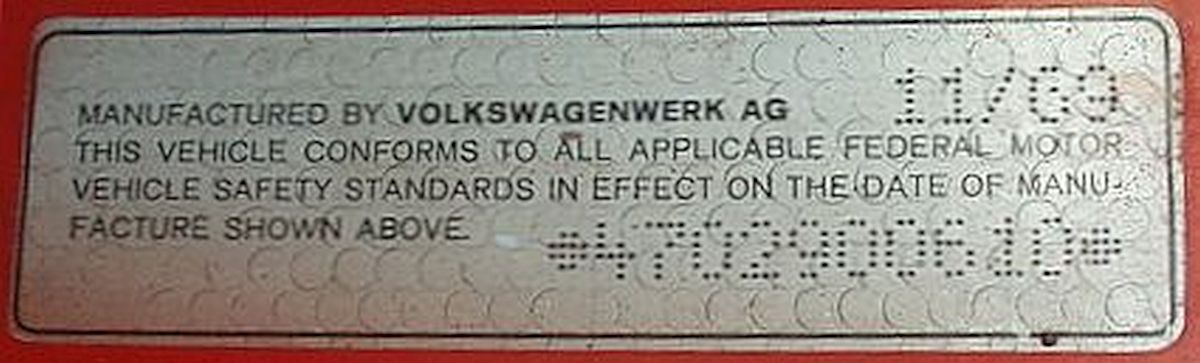 11/69
MANUFACTURED BY VOLKSWAGENWERK AG
THIS VEHICLE CONFORMS TO ALL APPLICABLE FEDERAL MOTOR
VEHICLE SAFETY STANDARDS IN EFFECT ON THE DATE OF MANU-
FACTURE SHOWN ABOVE.
*4702900610*